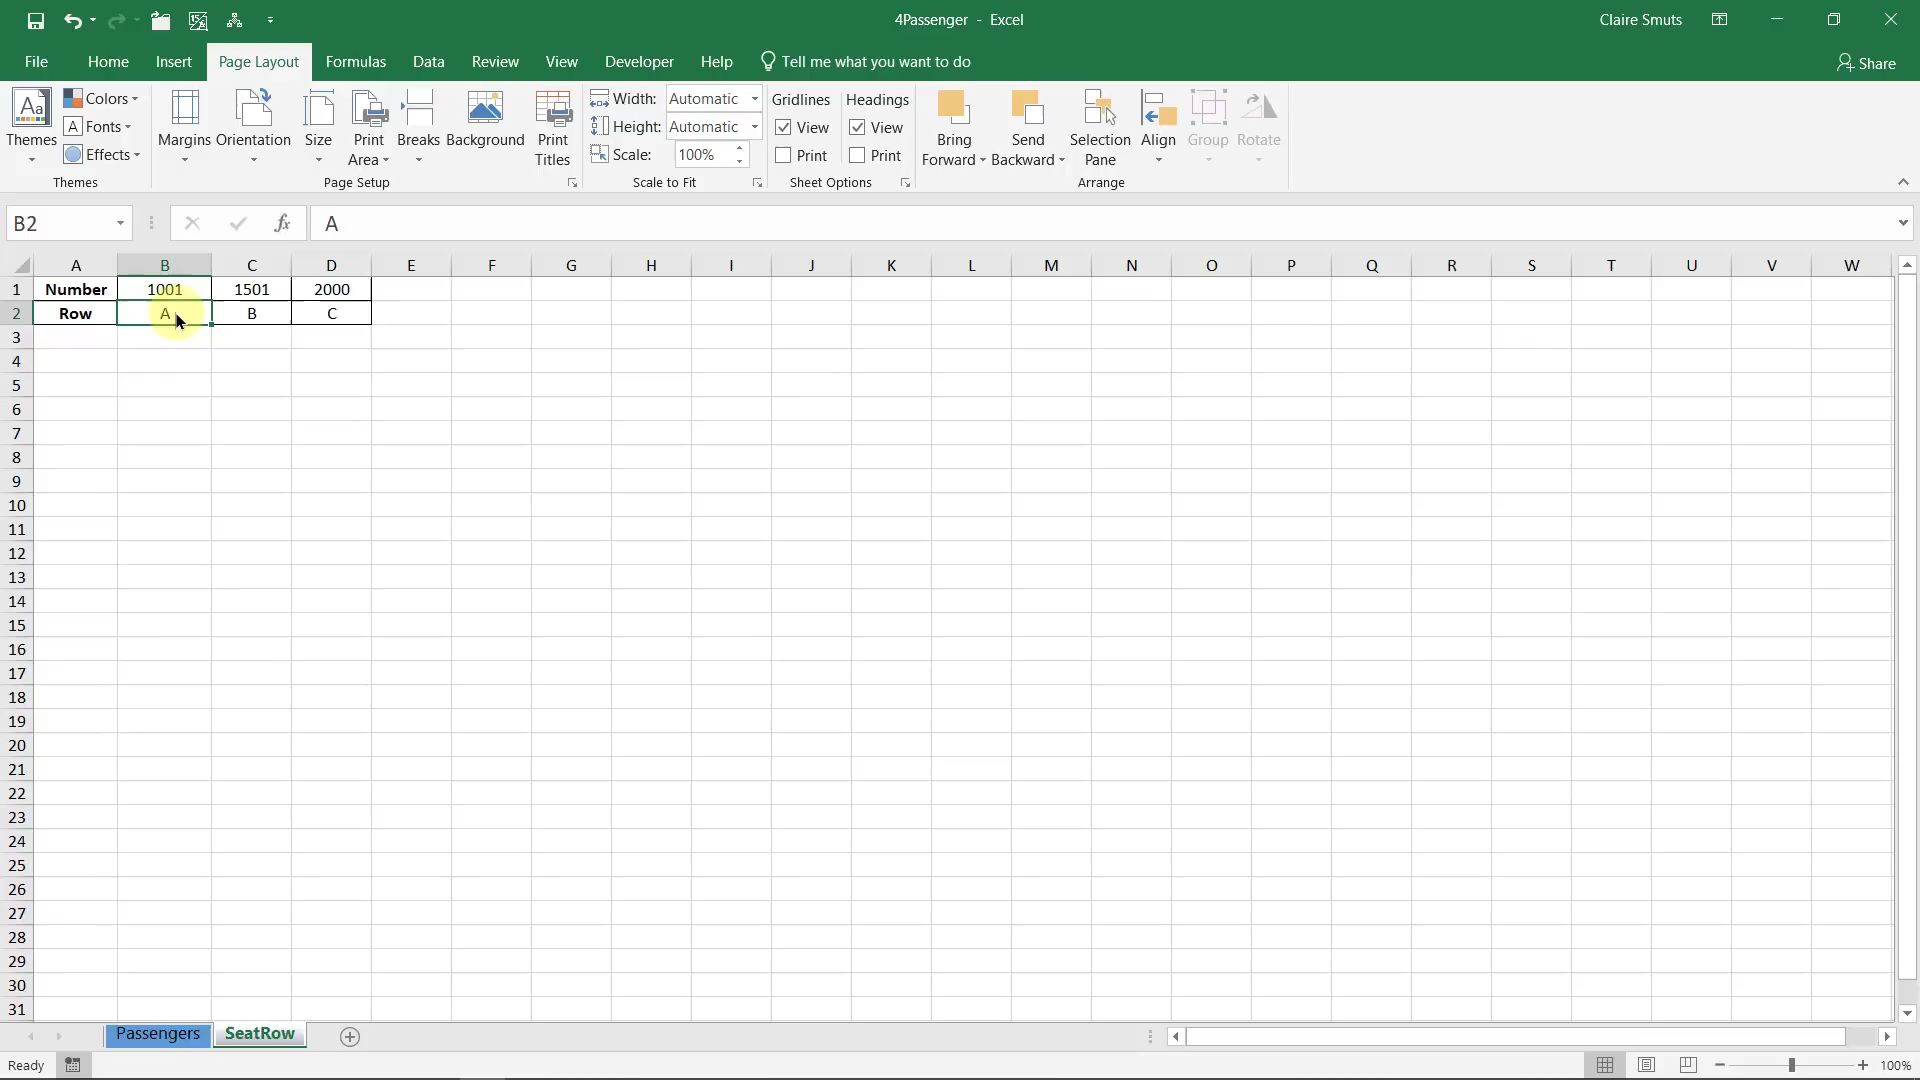 4Passenger - Excel
Claire Smuts
File Home Insert Page Layout Formulas Data Review View Developer Help Tell me what you want to do Share
Aa Colors Width: Automatic Gridlines Headings
A Fonts Height: Automatic View View
Effects Scale: 100% Print Print
Themes Margins Orientation Size Print Area Breaks Background Print Titles Bring Forward Send Backward Selection Pane Align Group Rotate
Themes Page Setup Scale to Fit Sheet Options Arrange
B2 fx A
A B C D E F G H I J K L M N O P Q R S T U V W
1 Number 1001 1501 2000
2 Row A B C
3
4
5
6
7
8
9
10
11
12
13
14
15
16
17
18
19
20
21
22
23
24
25
26
27
28
29
30
31
Passengers SeatRow
Ready 100%